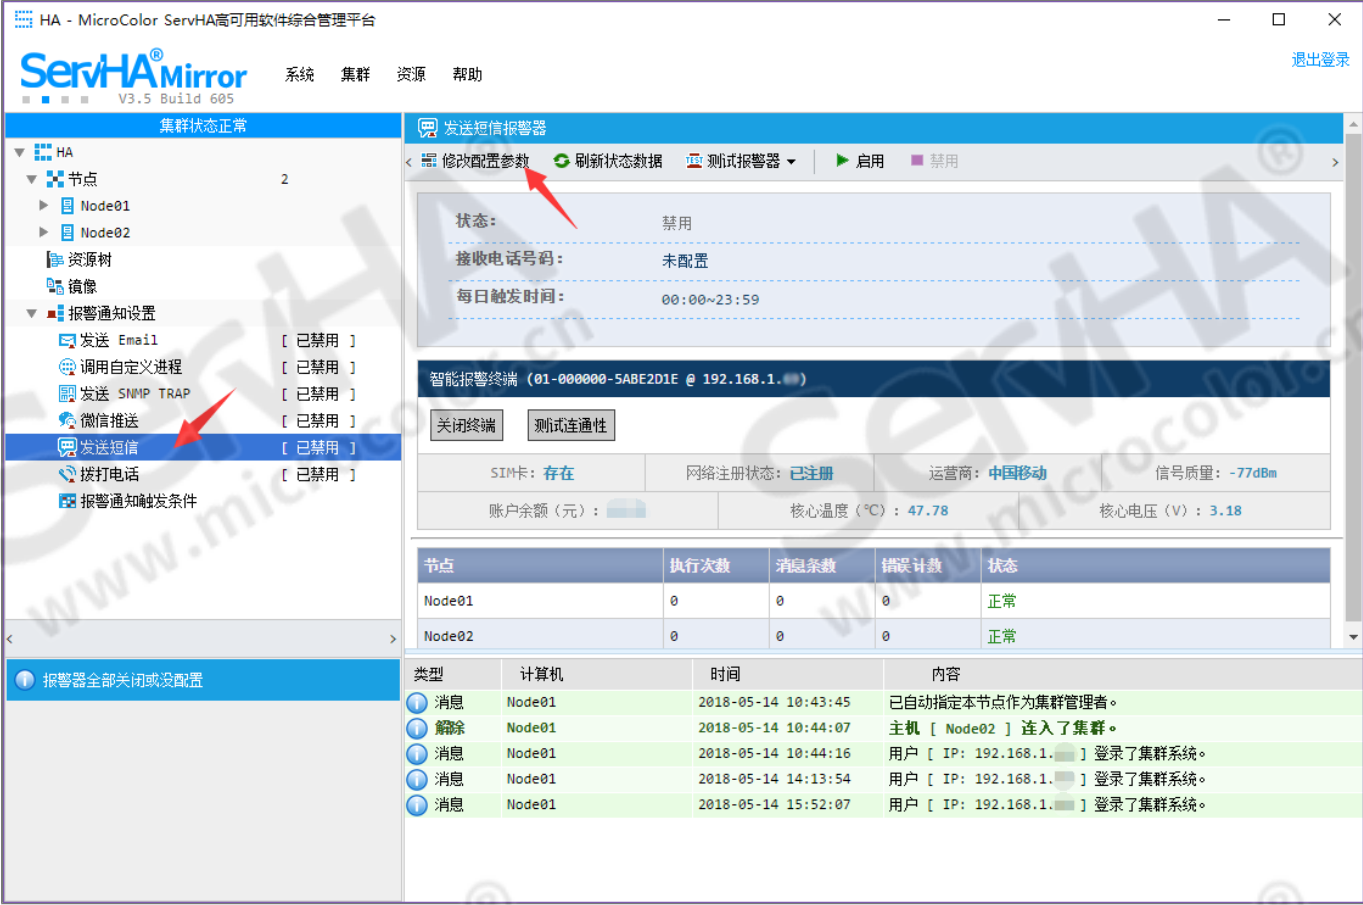 HA - MicroColor ServHA高可用软件综合管理平台
ServHA® Mirror
V3.5 Build 605
系统 集群 资源 帮助
退出登录
集群状态正常
HA
节点 2
Node01
Node02
资源树
镜像
报警通知设置
发送 Email [ 已禁用 ]
调用自定义进程 [ 已禁用 ]
发送 SNMP TRAP [ 已禁用 ]
微信推送 [ 已禁用 ]
发送短信 [ 已禁用 ]
拨打电话 [ 已禁用 ]
报警通知触发条件
报警器全部关闭或没配置
发送短信报警器
修改配置参数 刷新状态数据 TEST 测试报警器 启用 禁用
状态: 禁用
接收电话号码: 未配置
每日触发时间: 00:00~23:59
智能报警终端 (01-000000-5ABE2D1E @ 192.168.1. )
关闭终端 测试连通性
SIM卡: 存在 网络注册状态: 已注册 运营商: 中国移动 信号质量: -77dBm
账户余额（元）: 核心温度（℃）: 47.78 核心电压（V）: 3.18
节点 执行次数 消息条数 错误计数 状态
Node01 0 0 0 正常
Node02 0 0 0 正常
类型 计算机 时间 内容
消息 Node01 2018-05-14 10:43:45 已自动指定本节点作为集群管理者。
解除 Node01 2018-05-14 10:44:07 主机 [ Node02 ] 连入了集群。
消息 Node01 2018-05-14 10:44:16 用户 [ IP: 192.168.1. ] 登录了集群系统。
消息 Node01 2018-05-14 14:13:54 用户 [ IP: 192.168.1. ] 登录了集群系统。
消息 Node01 2018-05-14 15:52:07 用户 [ IP: 192.168.1. ] 登录了集群系统。
ServHA®
www.microcolor.cn
ServHA®
www.microcolor.cn